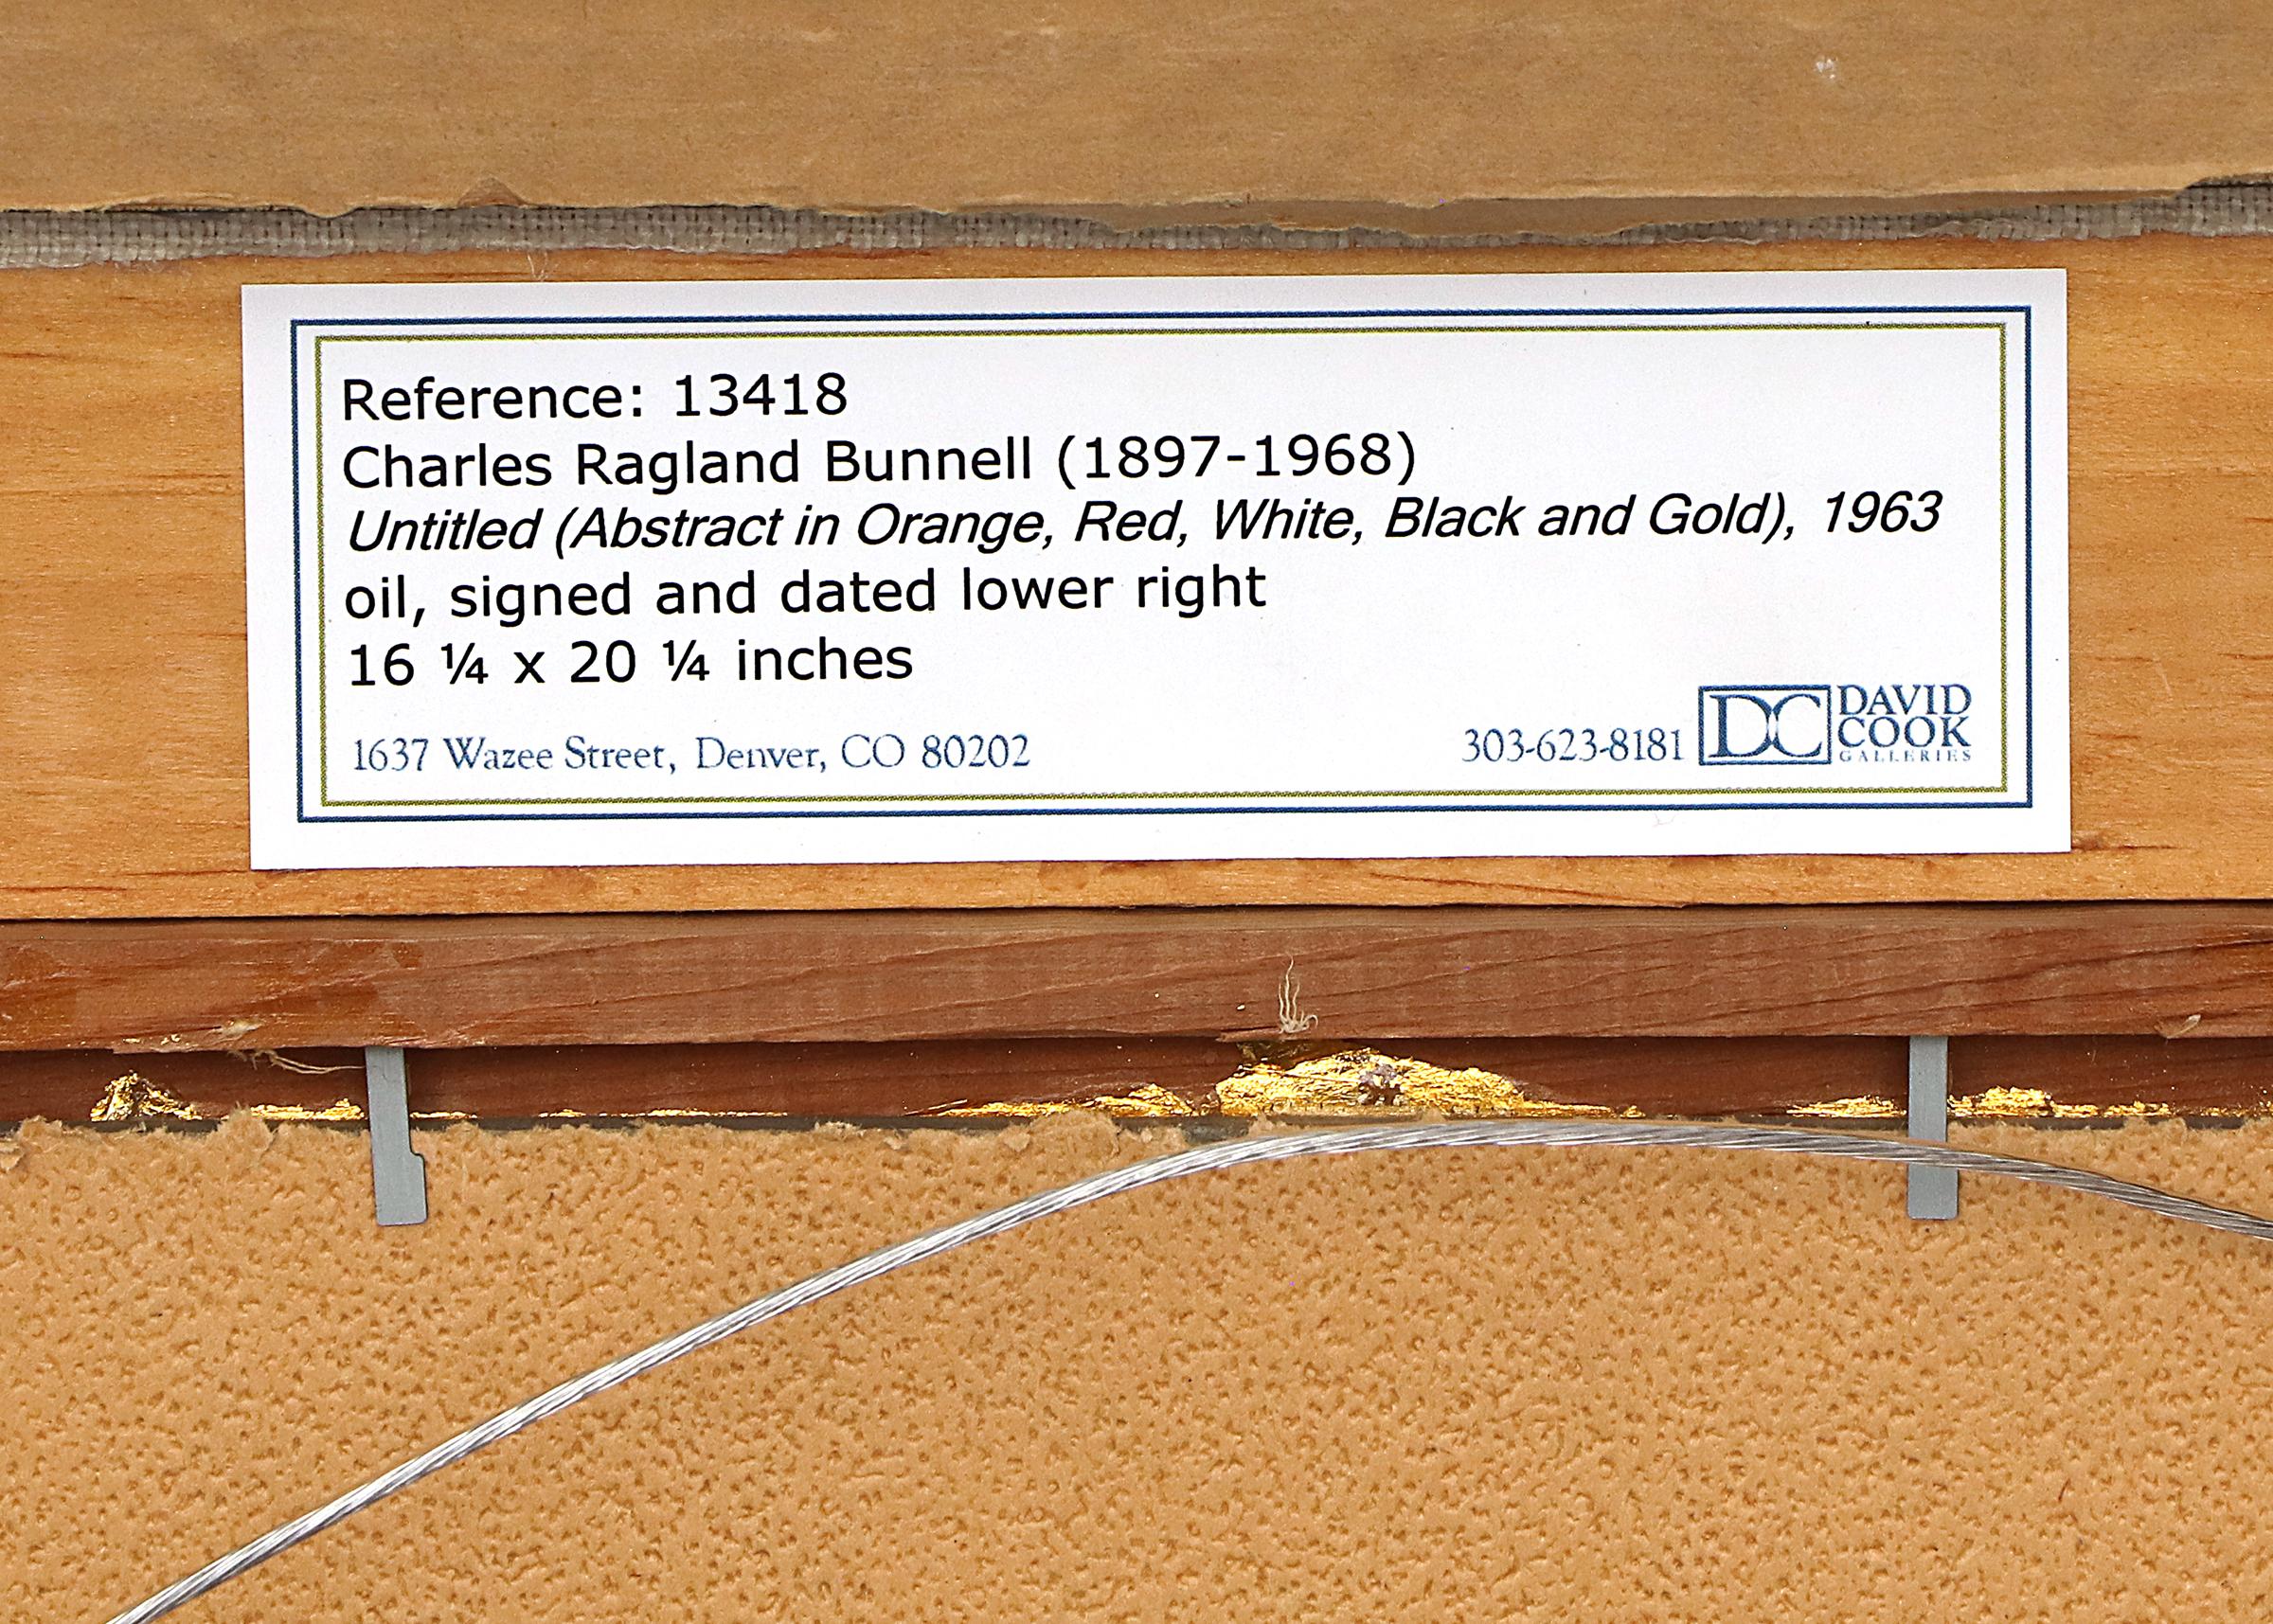 Reference: 13418
Charles Ragland Bunnell (1897-1968)
Untitled (Abstract in Orange, Red, White, Black and Gold), 1963
oil, signed and dated lower right
16 ¼ x 20 ¼ inches
1637 Wazee Street, Denver, CO 80202
303-623-8181
DC
DAVID
COOK
GALLERIES